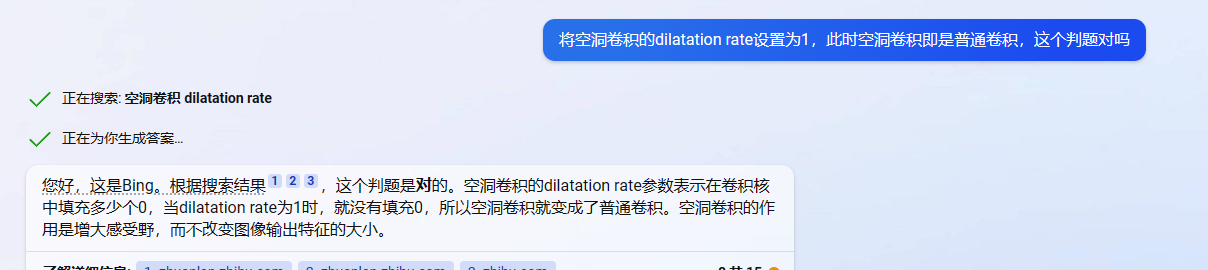 将空洞卷积的dilatation rate设置为1，此时空洞卷积即是普通卷积，这个判题对吗
正在搜索: 空洞卷积 dilatation rate
正在为你生成答案...
您好，这是Bing。根据搜索结果 1 2 3 ，这个判题是对的。空洞卷积的dilatation rate参数表示在卷积核
中填充多少个0，当dilatation rate为1时，就没有填充0，所以空洞卷积就变成了普通卷积。空洞卷积的作
用是增大感受野，而不改变图像输出特征的大小。